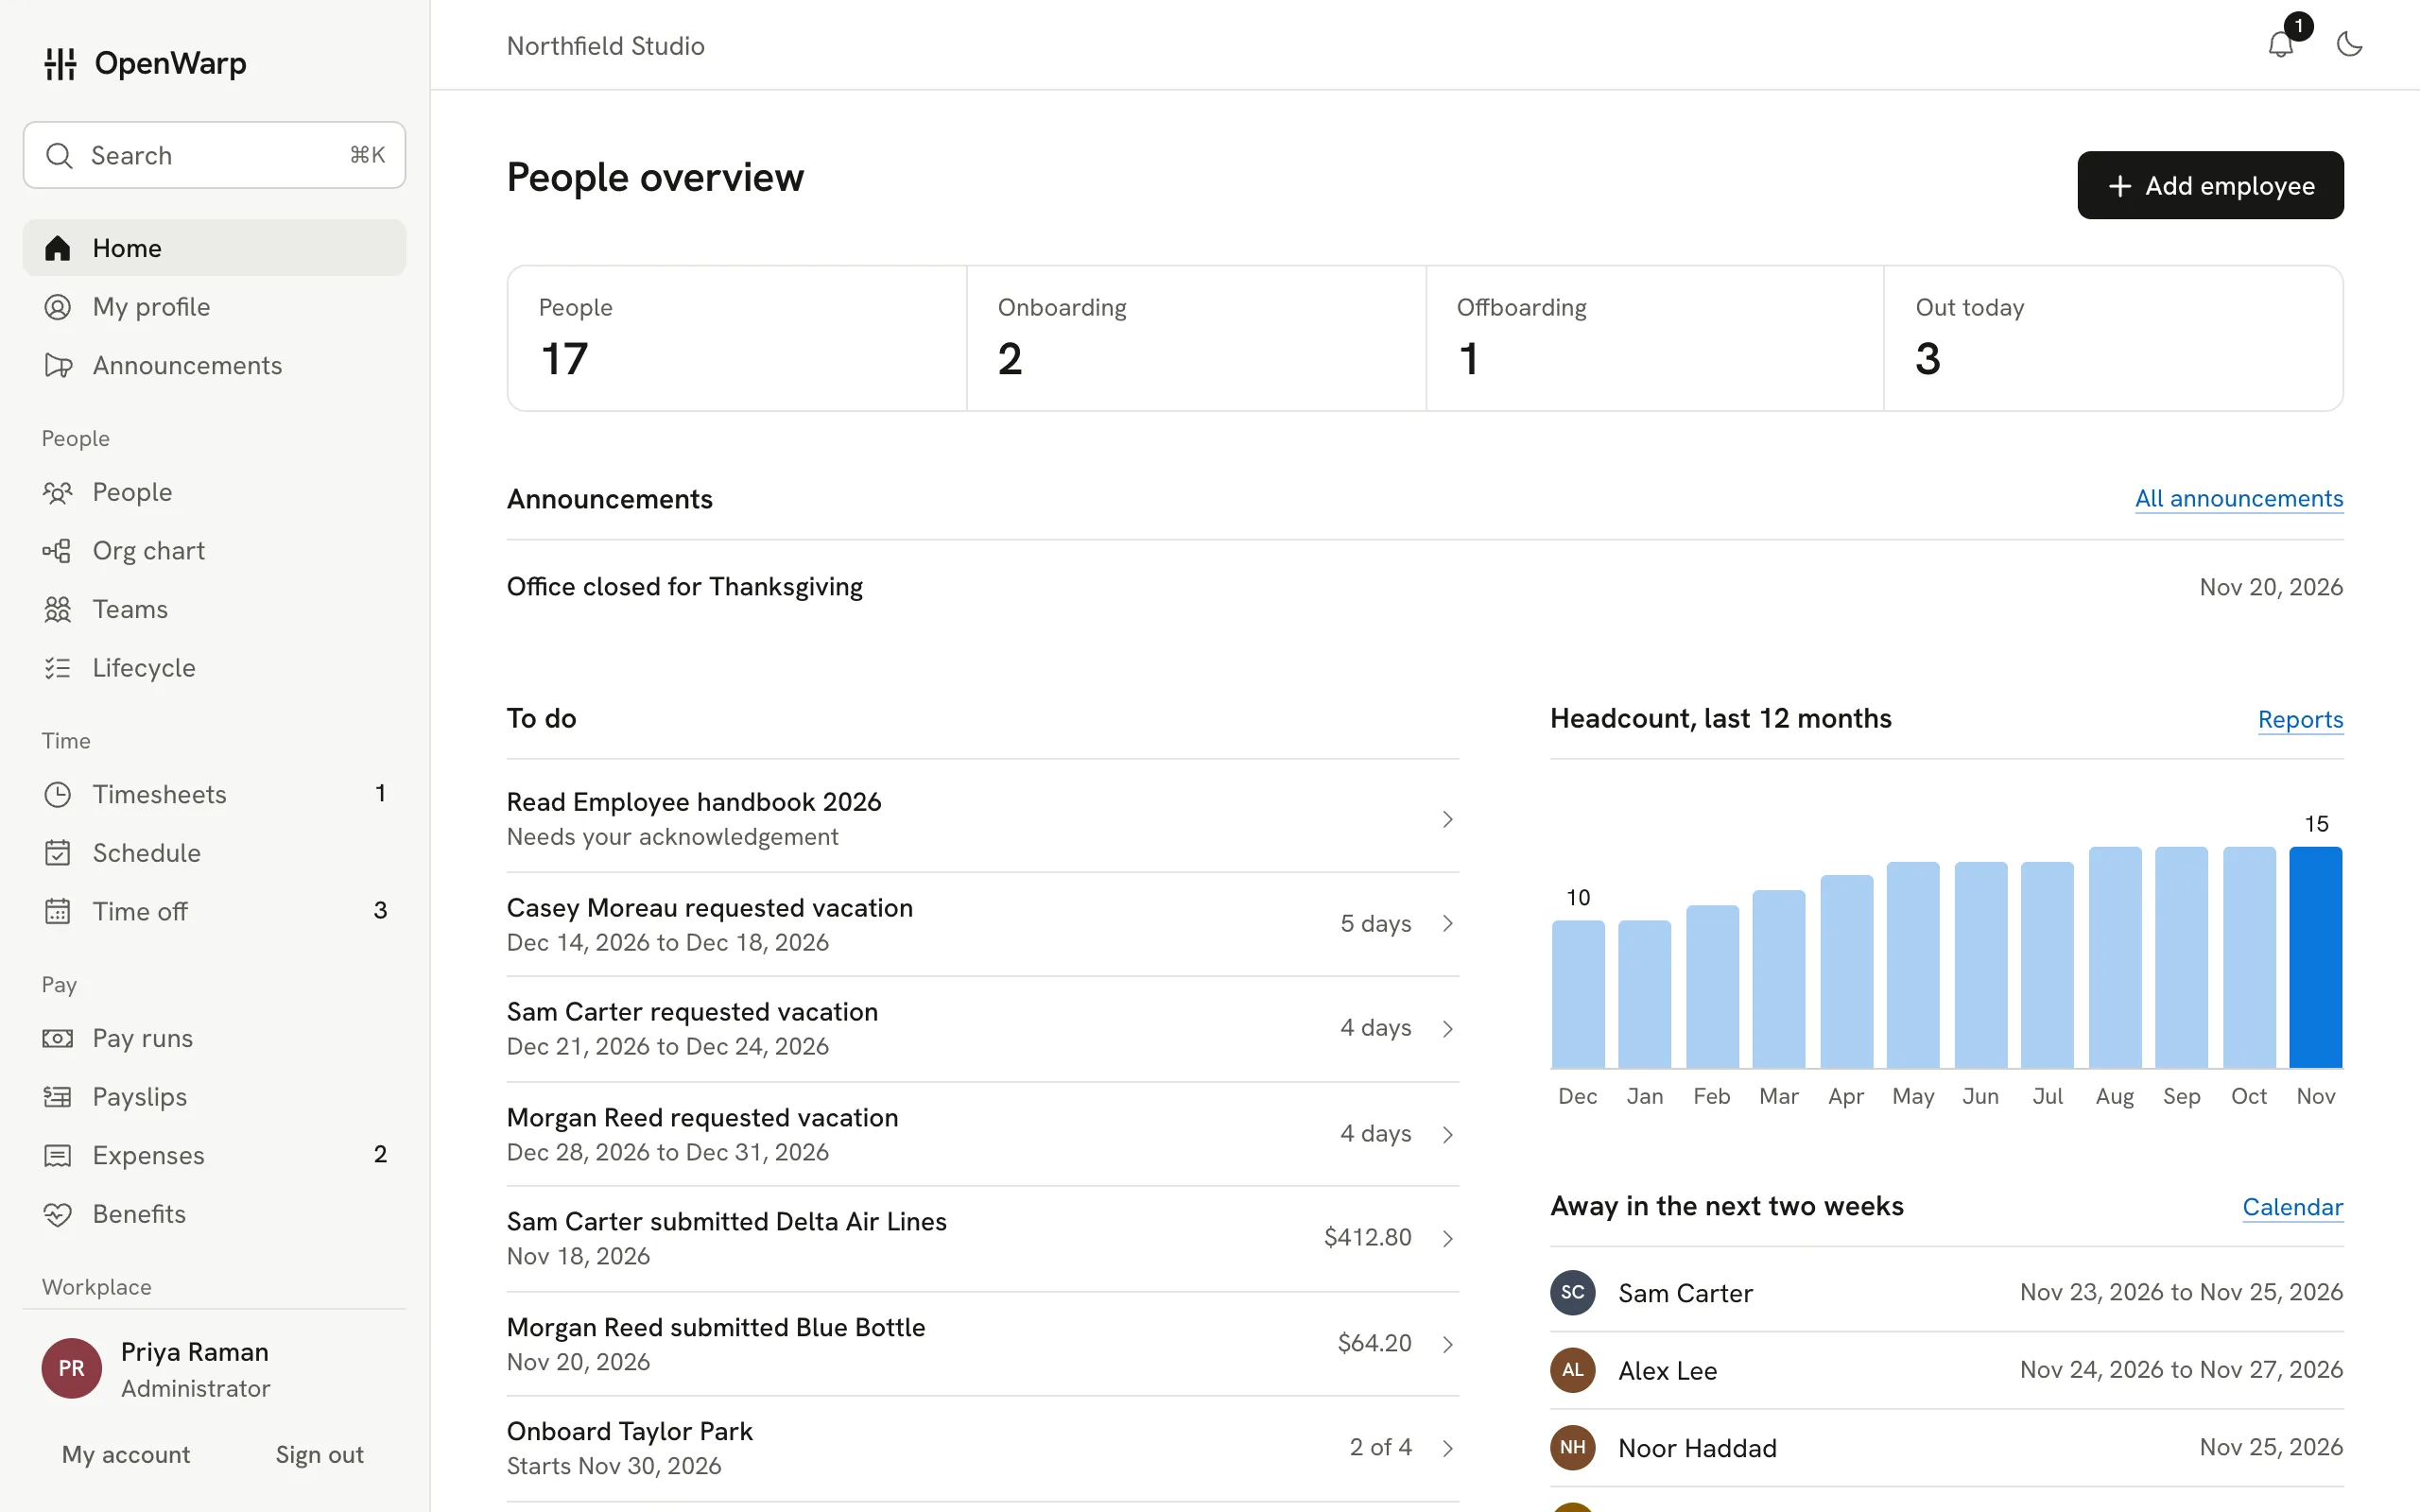 OpenWarp
Search ⌘K
Home
My profile
Announcements
People
People
Org chart
Teams
Lifecycle
Time
Timesheets 1
Schedule
Time off 3
Pay
Pay runs
Payslips
Expenses 2
Benefits
Workplace
PR
Priya Raman
Administrator
My account Sign out
Northfield Studio
1
People overview
+ Add employee
People
17
Onboarding
2
Offboarding
1
Out today
3
Announcements All announcements
Office closed for Thanksgiving Nov 20, 2026
To do
Read Employee handbook 2026
Needs your acknowledgement
Casey Moreau requested vacation
Dec 14, 2026 to Dec 18, 2026
5 days
Sam Carter requested vacation
Dec 21, 2026 to Dec 24, 2026
4 days
Morgan Reed requested vacation
Dec 28, 2026 to Dec 31, 2026
4 days
Sam Carter submitted Delta Air Lines
Nov 18, 2026
$412.80
Morgan Reed submitted Blue Bottle
Nov 20, 2026
$64.20
Onboard Taylor Park
Starts Nov 30, 2026
2 of 4
Headcount, last 12 months Reports
10 15
Dec Jan Feb Mar Apr May Jun Jul Aug Sep Oct Nov
Away in the next two weeks Calendar
SC Sam Carter Nov 23, 2026 to Nov 25, 2026
AL Alex Lee Nov 24, 2026 to Nov 27, 2026
NH Noor Haddad Nov 25, 2026